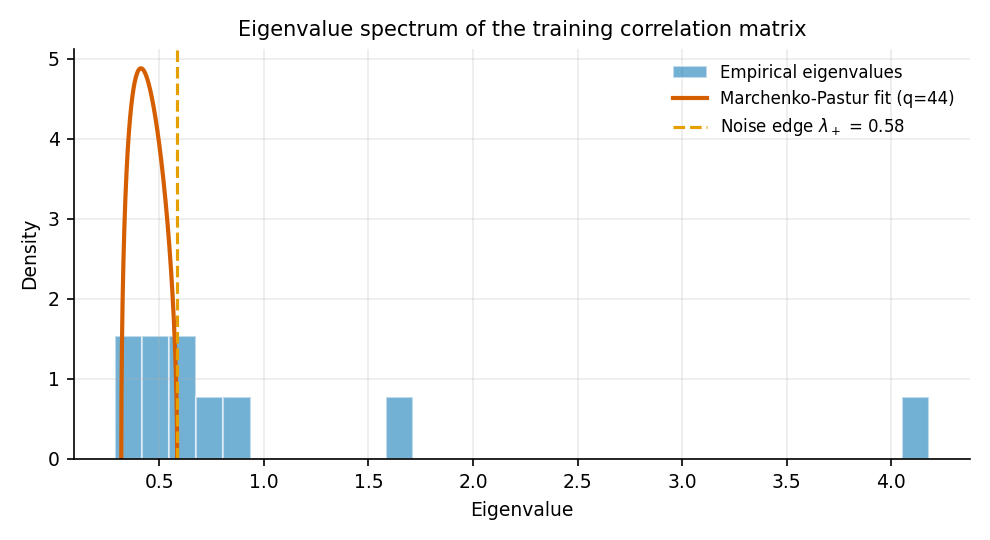 Eigenvalue spectrum of the training correlation matrix
Empirical eigenvalues
Marchenko-Pastur fit (q=44)
Noise edge λ₊ = 0.58
Density
5
4
3
2
1
0
0.5 1.0 1.5 2.0 2.5 3.0 3.5 4.0
Eigenvalue